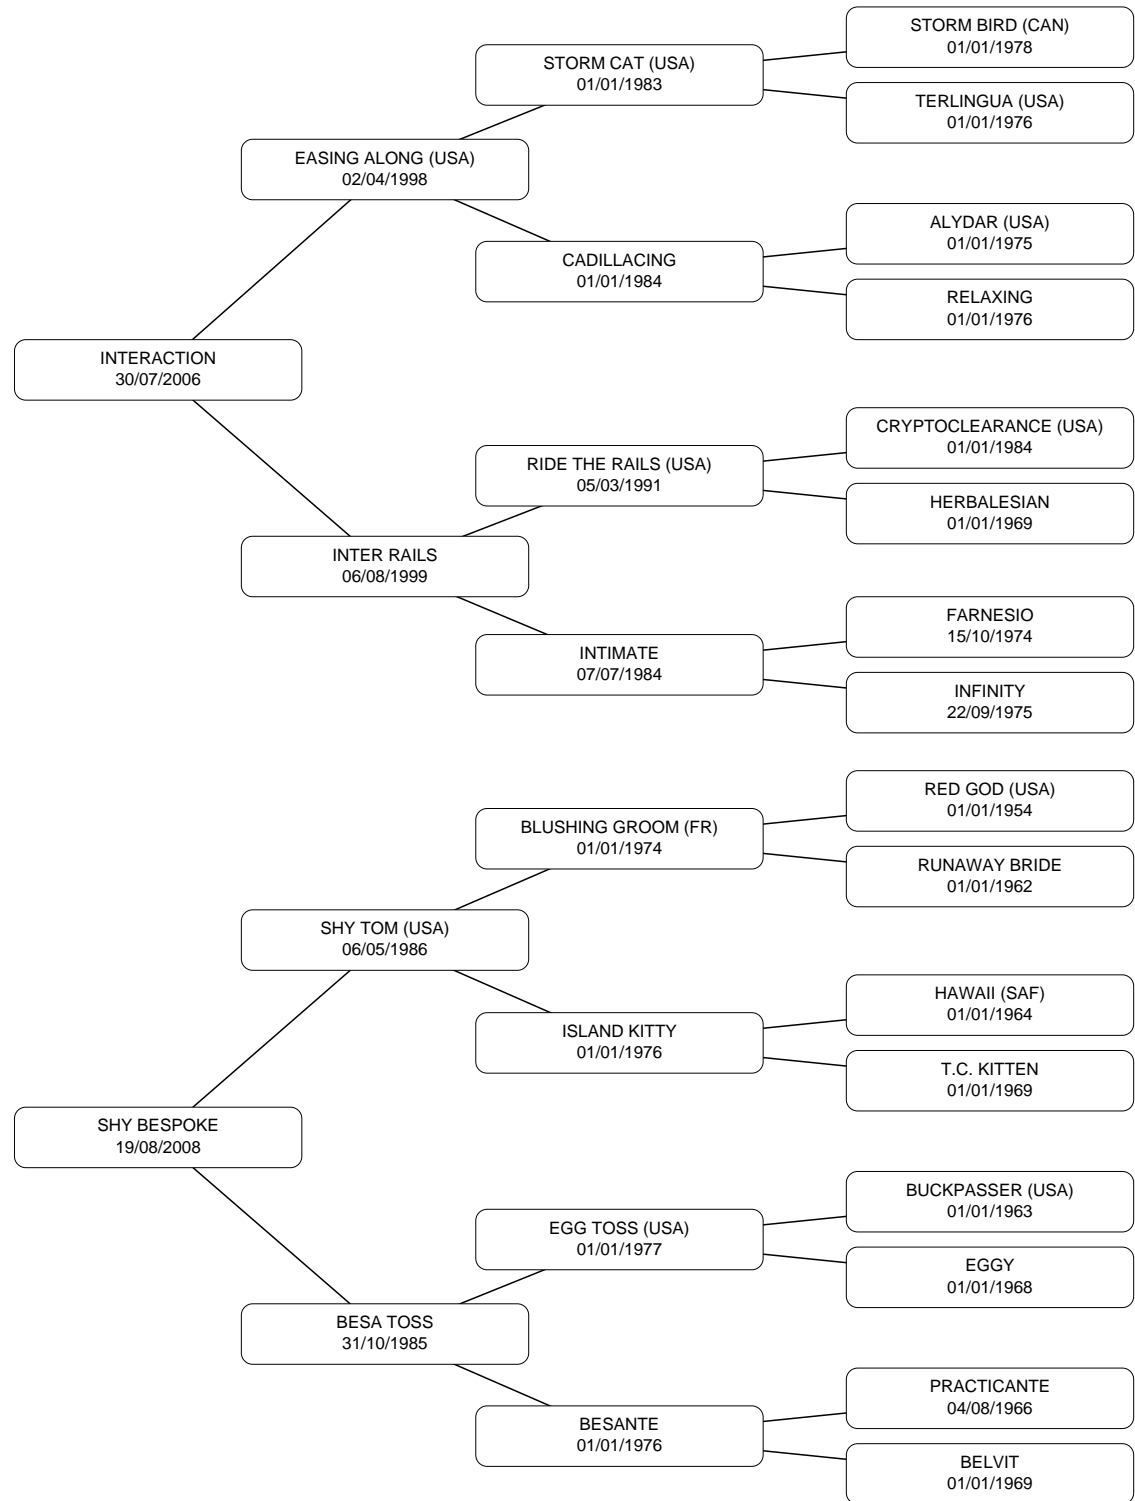 STORM BIRD (CAN)
01/01/1978
STORM CAT (USA)
01/01/1983
TERLINGUA (USA)
01/01/1976
EASING ALONG (USA)
02/04/1998
ALYDAR (USA)
01/01/1975
CADILLACING
01/01/1984
RELAXING
01/01/1976
INTERACTION
30/07/2006
CRYPTOCLEARANCE (USA)
01/01/1984
RIDE THE RAILS (USA)
05/03/1991
HERBALESIAN
01/01/1969
INTER RAILS
06/08/1999
FARNESIO
15/10/1974
INTIMATE
07/07/1984
INFINITY
22/09/1975
RED GOD (USA)
01/01/1954
BLUSHING GROOM (FR)
01/01/1974
RUNAWAY BRIDE
01/01/1962
SHY TOM (USA)
06/05/1986
HAWAII (SAF)
01/01/1964
ISLAND KITTY
01/01/1976
T.C. KITTEN
01/01/1969
SHY BESPOKE
19/08/2008
BUCKPASSER (USA)
01/01/1963
EGG TOSS (USA)
01/01/1977
EGGY
01/01/1968
BESA TOSS
31/10/1985
PRACTICANTE
04/08/1966
BESANTE
01/01/1976
BELVIT
01/01/1969